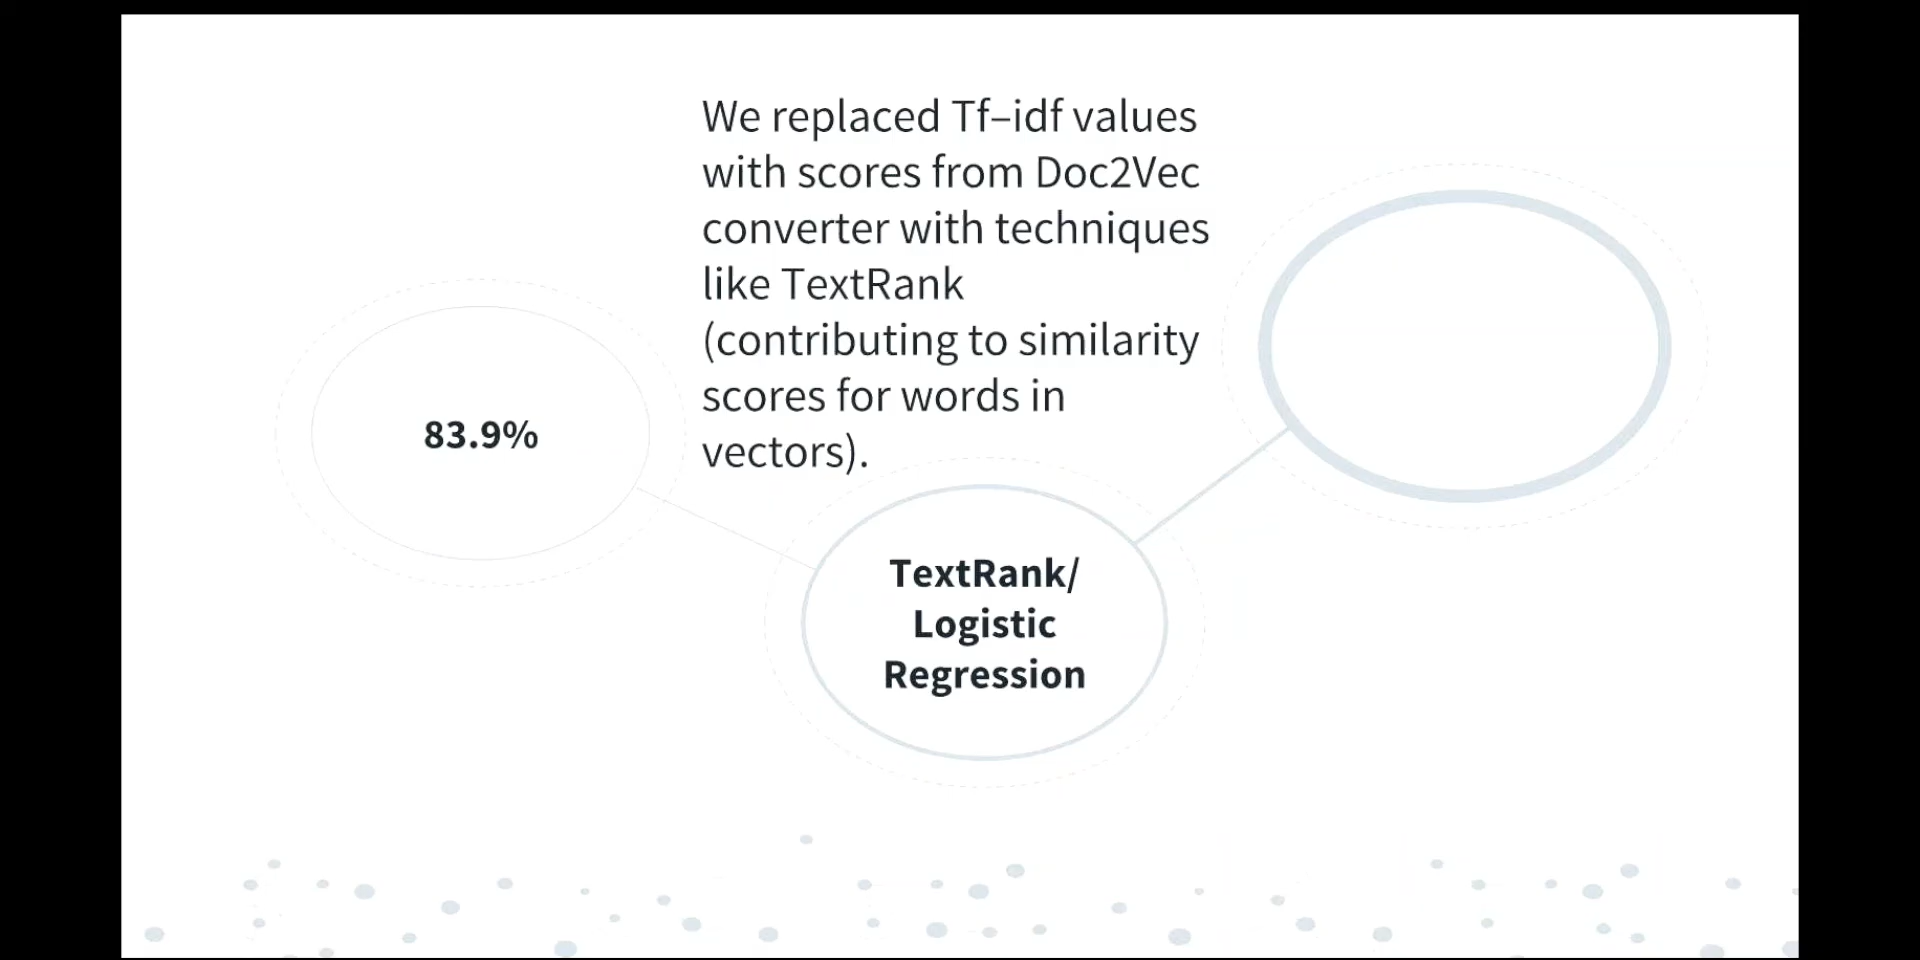 We replaced Tf–idf values
with scores from Doc2Vec
converter with techniques
like TextRank
(contributing to similarity
scores for words in
vectors).
83.9%
TextRank/
Logistic
Regression